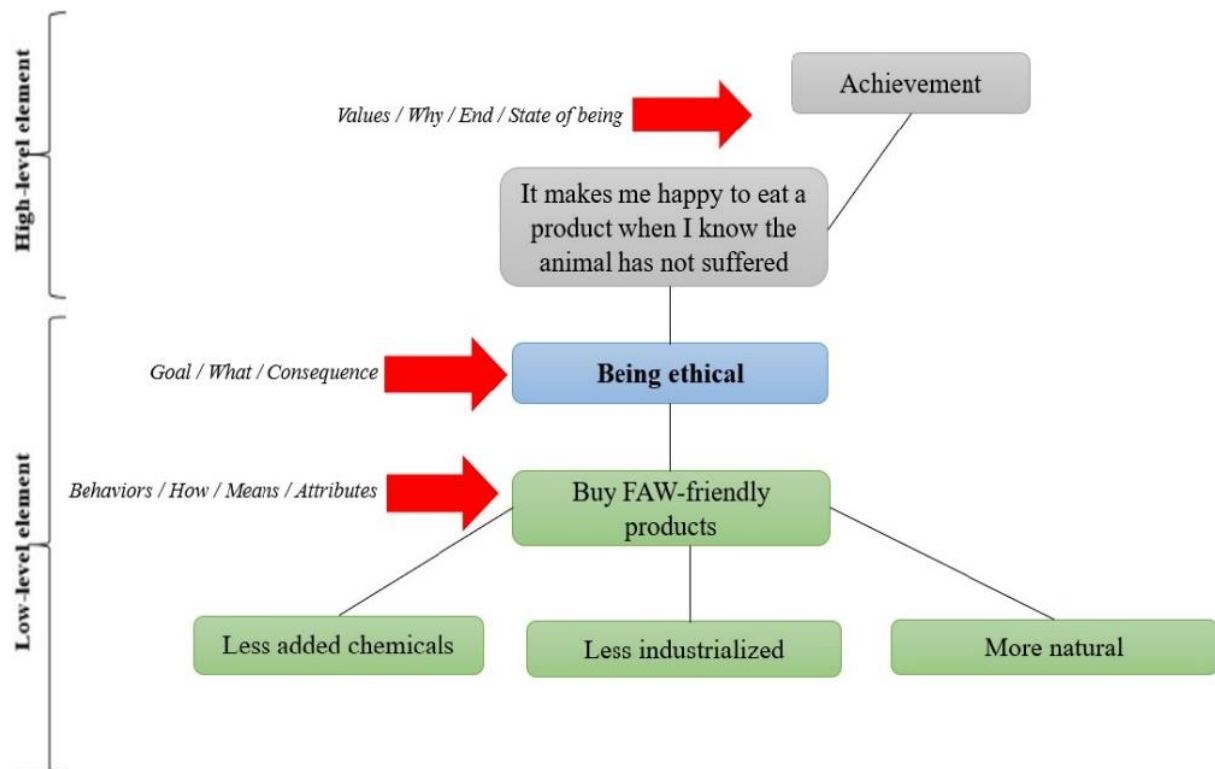 High-level element
Values / Why / End / State of being
Achievement
It makes me happy to eat a
product when I know the
animal has not suffered
Low-level element
Goal / What / Consequence
Being ethical
Behaviors / How / Means / Attributes
Buy FAW-friendly
products
Less added chemicals
Less industrialized
More natural